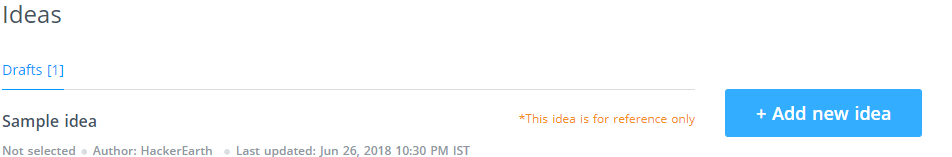 Ideas
Drafts [1]
Sample idea
*This idea is for reference only
+ Add new idea
Not selected ● Author: HackerEarth ● Last updated: Jun 26, 2018 10:30 PM IST